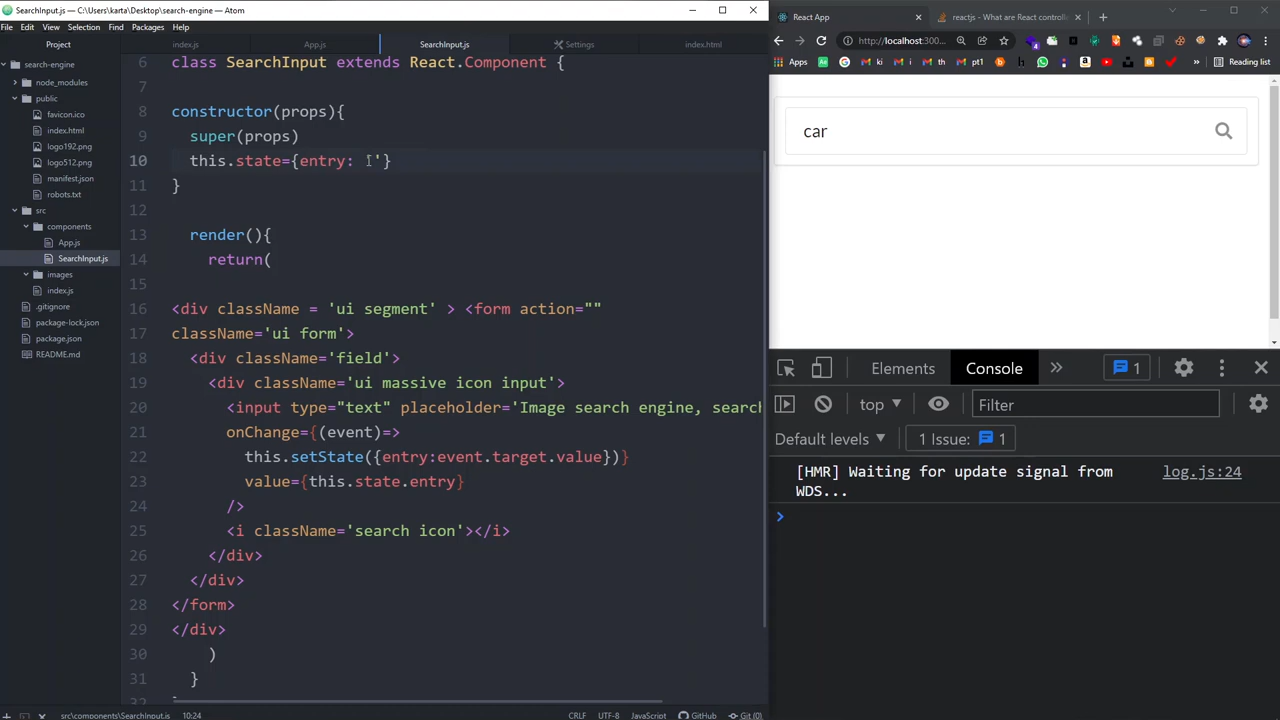 SearchInput.js — C:\Users\karta\Desktop\search-engine — Atom
File Edit View Selection Find Packages Help
Project
index.js
App.js
SearchInput.js
Settings
index.html
search-engine
node_modules
public
favicon.ico
index.html
logo192.png
logo512.png
manifest.json
robots.txt
src
components
App.js
SearchInput.js
images
index.js
.gitignore
package-lock.json
package.json
README.md
6 class SearchInput extends React.Component {
7
8 constructor(props){
9 super(props)
10 this.state={entry: ''}
11 }
12
13 render(){
14 return(
15
16 <div className = 'ui segment' > <form action=""
17 className='ui form'>
18 <div className='field'>
19 <div className='ui massive icon input'>
20 <input type="text" placeholder='Image search engine, search
21 onChange={(event)=>
22 this.setState({entry:event.target.value})}
23 value={this.state.entry}
24 />
25 <i className='search icon'></i>
26 </div>
27 </div>
28 </form>
29 </div>
30 )
31 }
32
src\components\SearchInput.js 10:24
CRLF UTF-8 JavaScript GitHub Git (0)
React App
reactjs - What are React controll
http://localhost:300...
Apps ki i th pt1 Reading list
car
Elements Console » 1
top Filter
Default levels 1 Issue: 1
[HMR] Waiting for update signal from log.js:24
WDS...